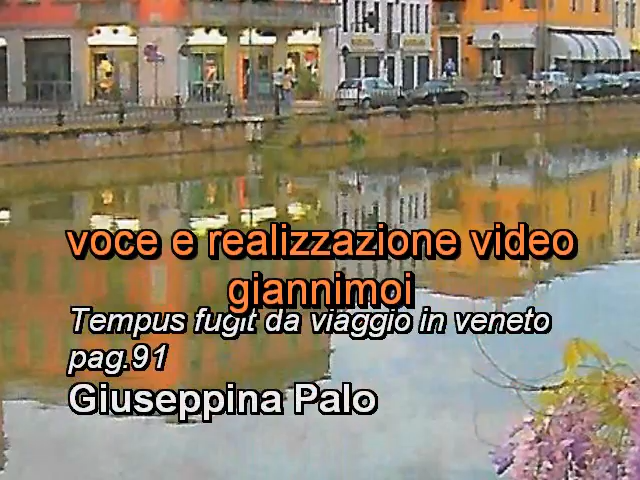 voce e realizzazione video
giannimoi
Tempus fugit da viaggio in veneto
pag.91
Giuseppina Palo